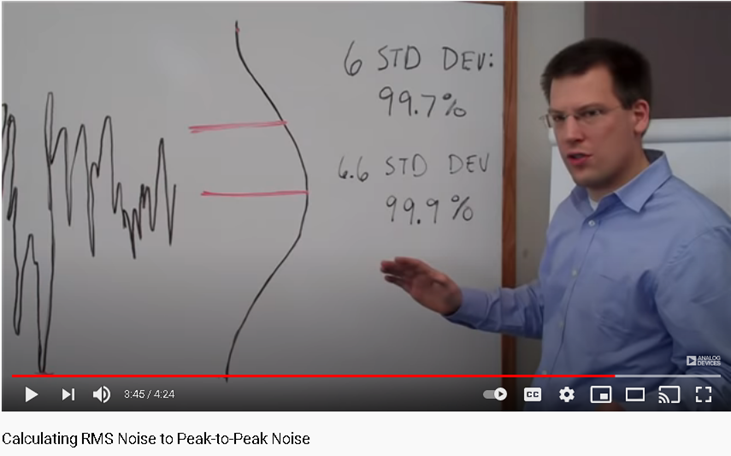 6 STD DEV:
99.7%
6.6 STD DEV
99.9%
ANALOG
DEVICES
3:45 / 4:24
CC
Calculating RMS Noise to Peak-to-Peak Noise